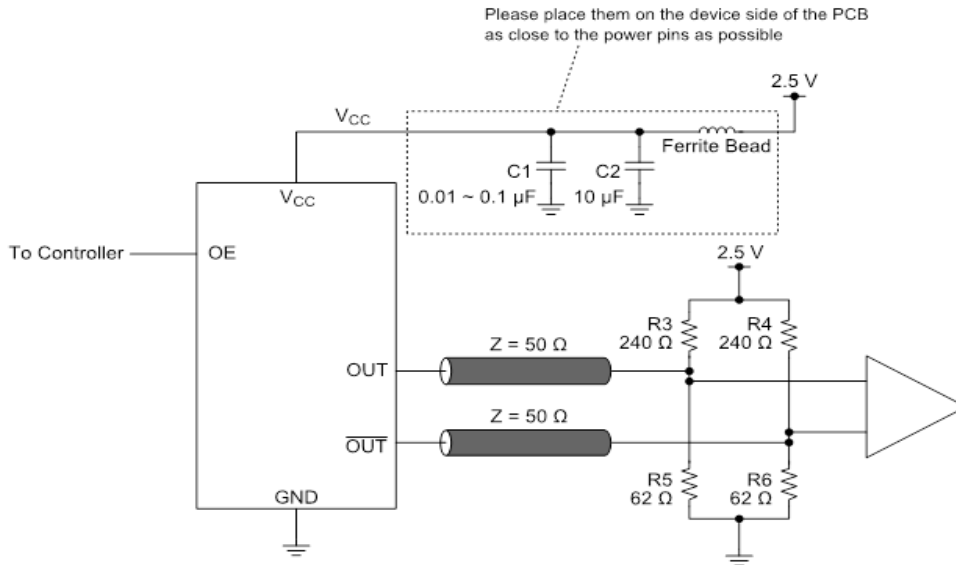 Please place them on the device side of the PCB
as close to the power pins as possible
2.5 V
VCC
Ferrite Bead
C1
C2
0.01 ~ 0.1 µF
10 µF
VCC
To Controller
OE
2.5 V
R3
R4
240 Ω
240 Ω
Z = 50 Ω
OUT
Z = 50 Ω
OUT
R5
R6
62 Ω
62 Ω
GND